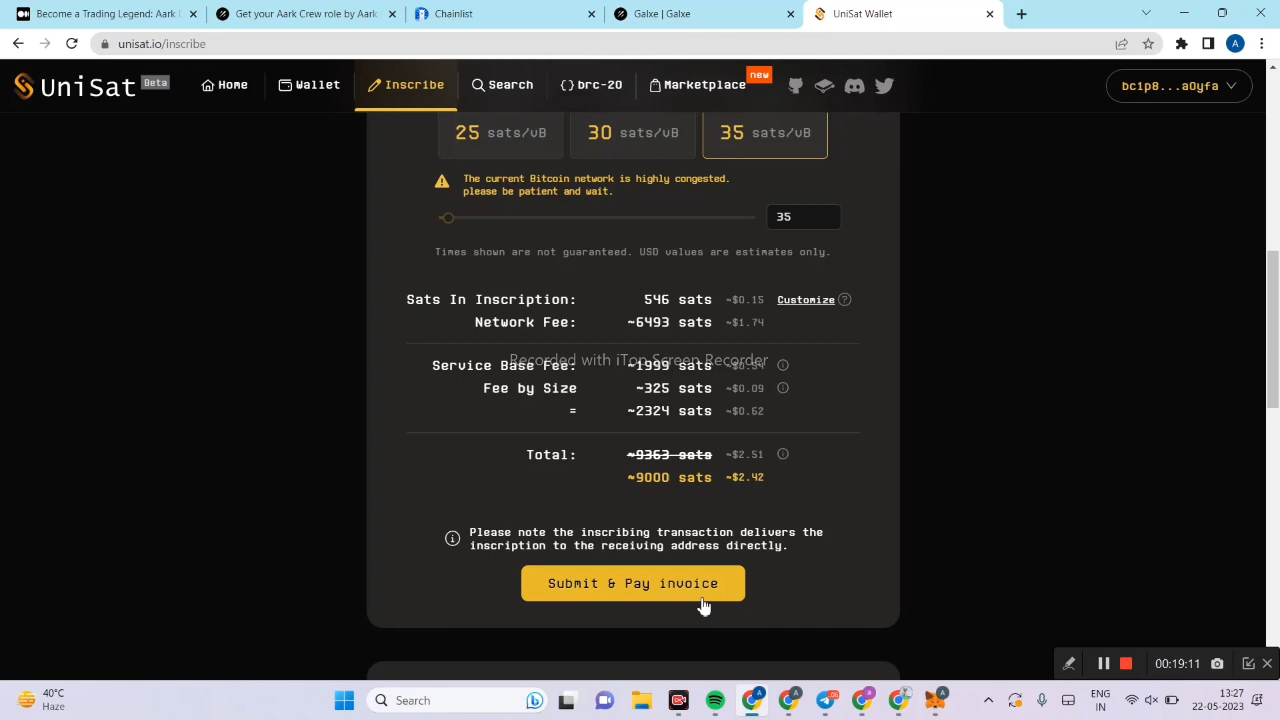 Become a Trading Legend: Aark
Get your Aark Crew role by Aark
Chainlist
Galxe | Galxe
UniSat Wallet
unisat.io/inscribe
A
UniSat Beta
Home
Wallet
Inscribe
Search
brc-20
Marketplace
new
bc1p8...a0yfa
25 sats/vB
30 sats/vB
35 sats/vB
The current Bitcoin network is highly congested.
please be patient and wait.
35
Times shown are not guaranteed. USD values are estimates only.
Sats In Inscription: 546 sats ~$0.15 Customize ?
Network Fee: ~6493 sats ~$1.74
Recorded with iTop Screen Recorder
Service Base Fee: ~1999 sats
Fee by Size ~325 sats ~$0.09
= ~2324 sats ~$0.62
Total: ~9363 sats ~$2.51
~9000 sats ~$2.42
Please note the inscribing transaction delivers the
inscription to the receiving address directly.
Submit & Pay invoice
00:19:11
40°C
Haze
Search
ENG
IN
13:27
22-05-2023